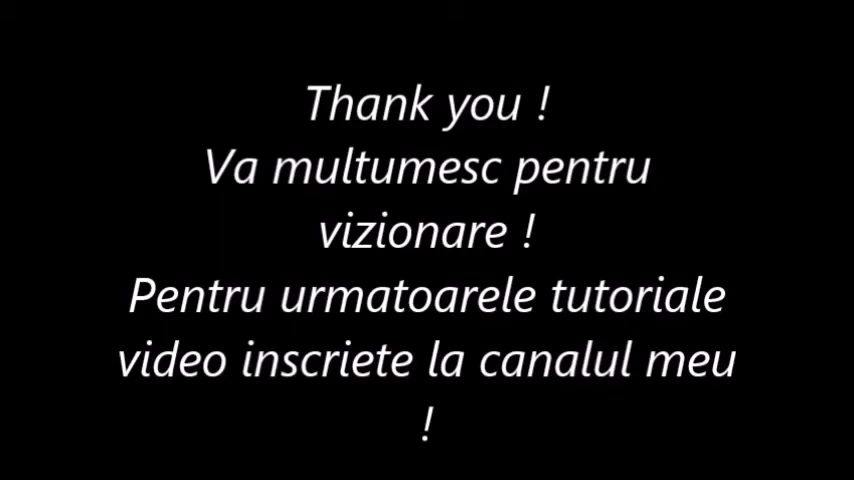 Thank you !
Va multumesc pentru
vizionare !
Pentru urmatoarele tutoriale
video inscriete la canalul meu
!